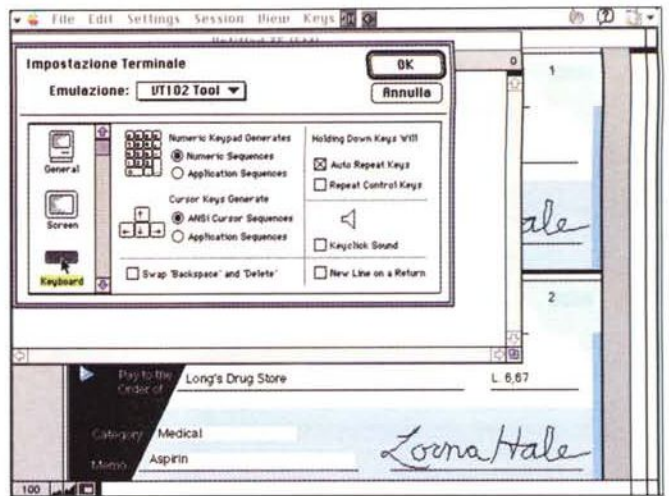 File Edit Settings Session View Keys
Impostazione Terminale
OK
Emulazione: VT102 Tool
Annulla
General
Screen
Keyboard
Numeric Keypad Generates
Numeric Sequences
Application Sequences
Cursor Keys Generate
ANSI Cursor Sequences
Application Sequences
Swap 'Backspace' and 'Delete'
Holding Down Keys Will
Auto Repeat Keys
Repeat Control Keys
Keyclick Sound
New Line on a Return
0
1
ale
2
Pay to the
Order of
Long's Drug Store
L. 6,67
Category
Medical
Memo
Aspirin
Lorna Hale
100